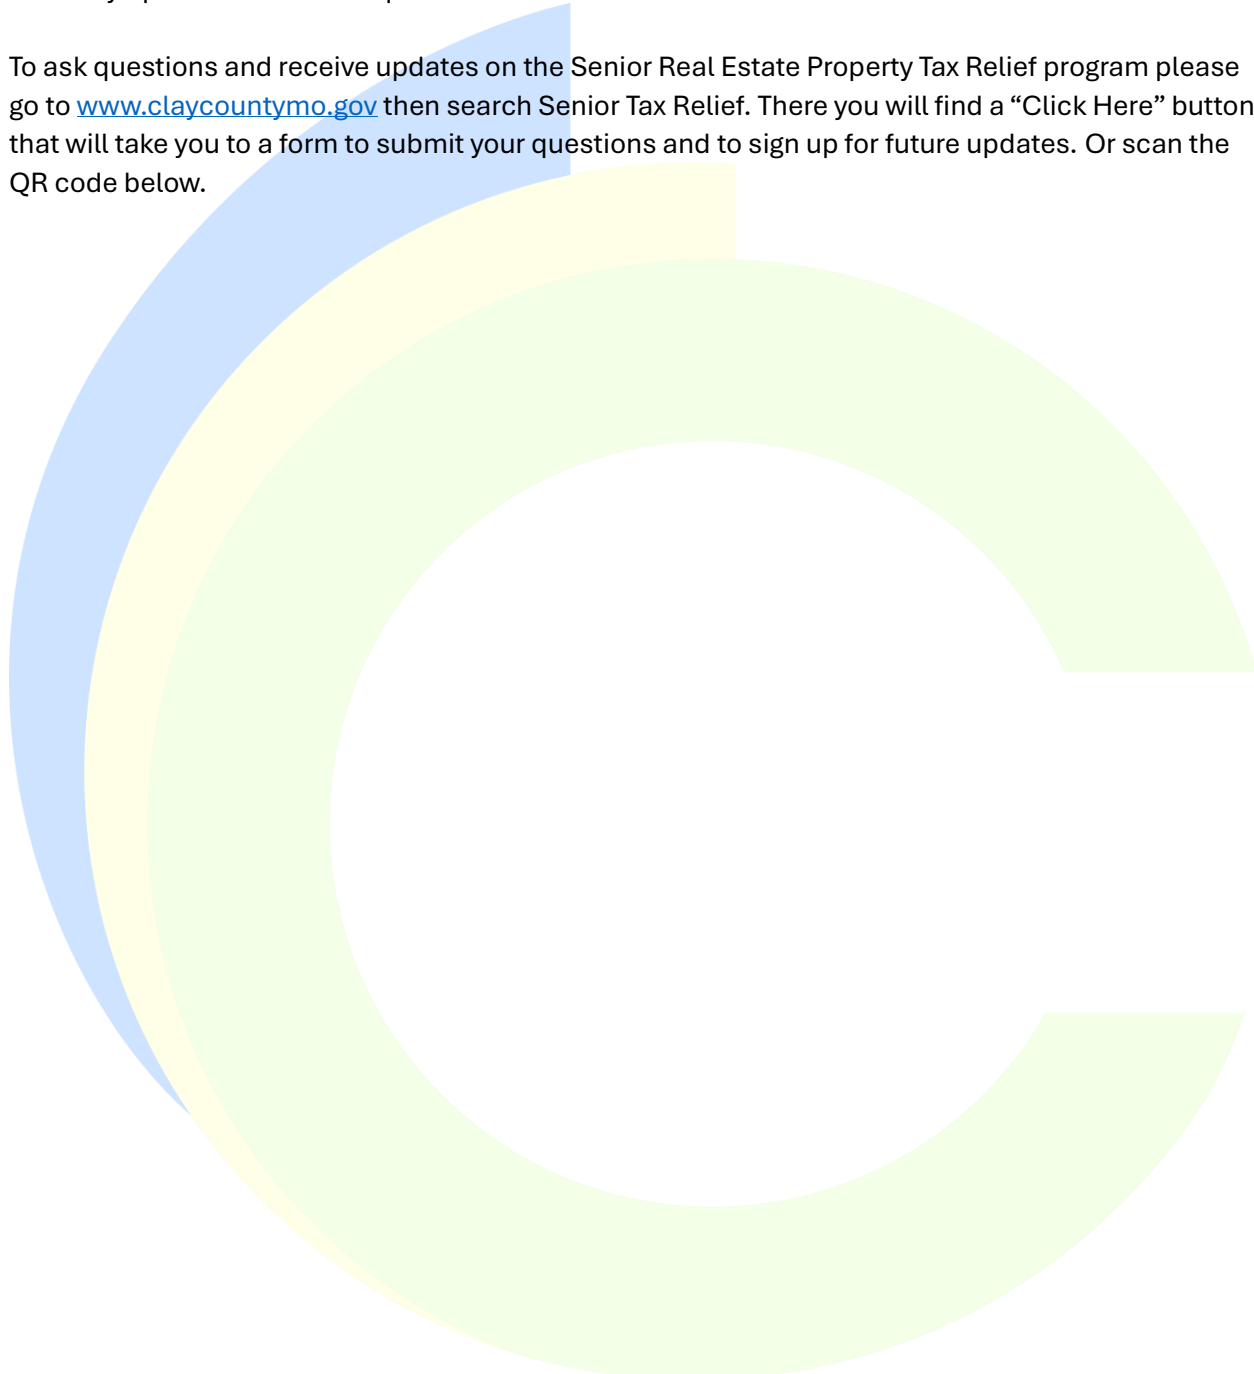 To ask questions and receive updates on the Senior Real Estate Property Tax Relief program please
go to www.claycountymo.gov then search Senior Tax Relief. There you will find a “Click Here” button
that will take you to a form to submit your questions and to sign up for future updates. Or scan the
QR code below.